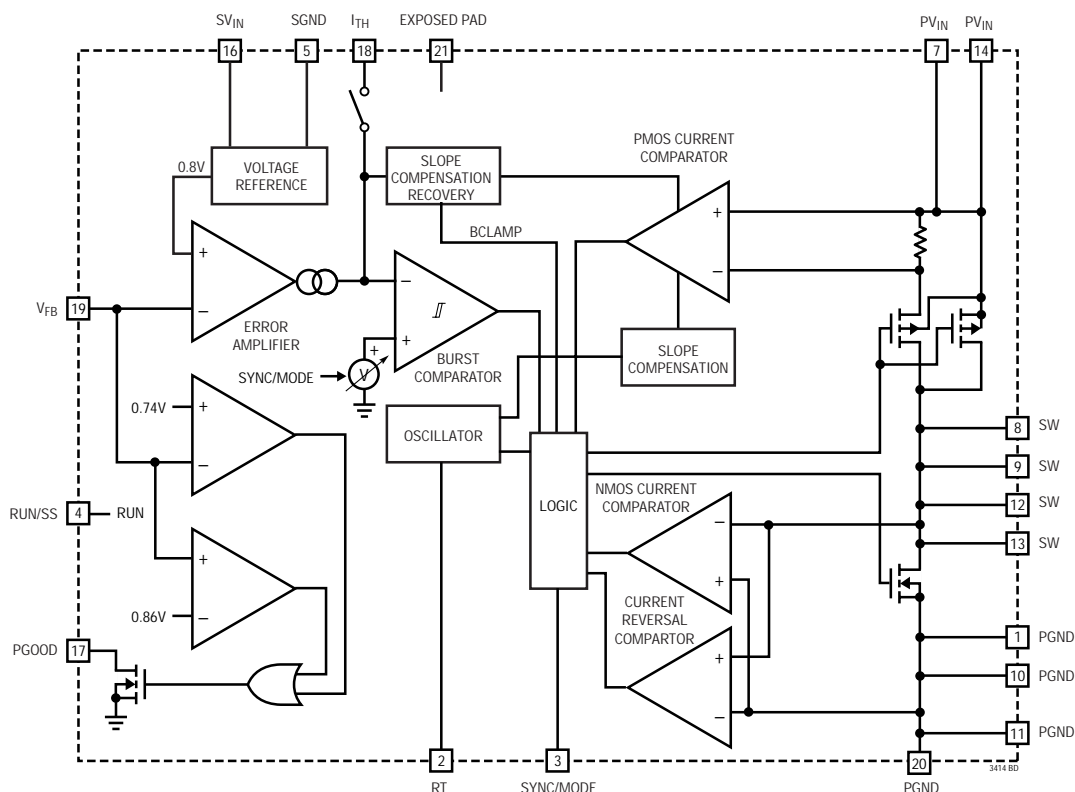 SVIN
SGND
ITH
EXPOSED PAD
PVIN
PVIN
16
5
18
21
7
14
0.8V
VOLTAGE
REFERENCE
SLOPE
COMPENSATION
RECOVERY
PMOS CURRENT
COMPARATOR
BCLAMP
+
–
+
–
VFB
19
ERROR
AMPLIFIER
–
+
BURST
COMPARATOR
SYNC/MODE
+
V
SLOPE
COMPENSATION
0.74V
+
–
OSCILLATOR
LOGIC
NMOS CURRENT
COMPARATOR
–
+
8
SW
9
SW
12
SW
13
SW
RUN/SS
4
RUN
+
–
0.86V
CURRENT
REVERSAL
COMPARTOR
+
–
PGOOD
17
1
PGND
10
PGND
11
PGND
2
RT
3
SYNC/MODE
20
PGND
3414 BD